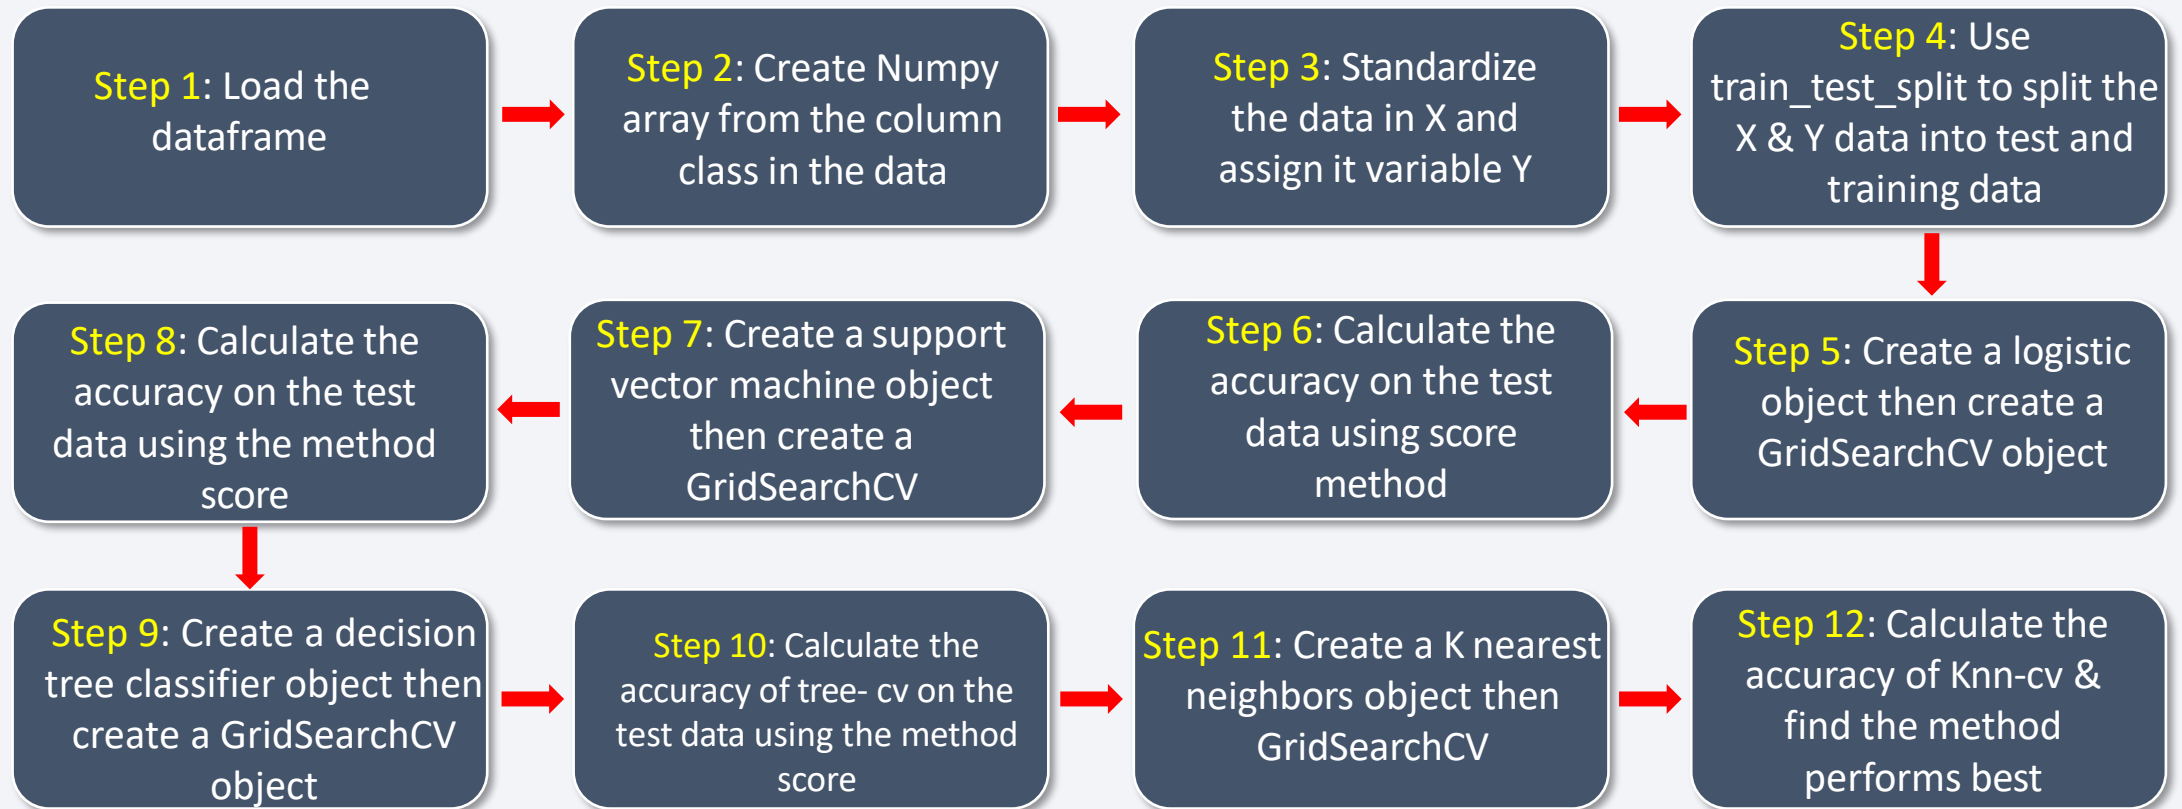 Step 1: Load the
dataframe
Step 2: Create Numpy
array from the column
class in the data
Step 3: Standardize
the data in X and
assign it variable Y
Step 4: Use
train_test_split to split the
X & Y data into test and
training data
Step 5: Create a logistic
object then create a
GridSearchCV object
Step 6: Calculate the
accuracy on the test
data using score
method
Step 7: Create a support
vector machine object
then create a
GridSearchCV
Step 8: Calculate the
accuracy on the test
data using the method
score
Step 9: Create a decision
tree classifier object then
create a GridSearchCV
object
Step 10: Calculate the
accuracy of tree- cv on the
test data using the method
score
Step 11: Create a K nearest
neighbors object then
GridSearchCV
Step 12: Calculate the
accuracy of Knn-cv &
find the method
performs best